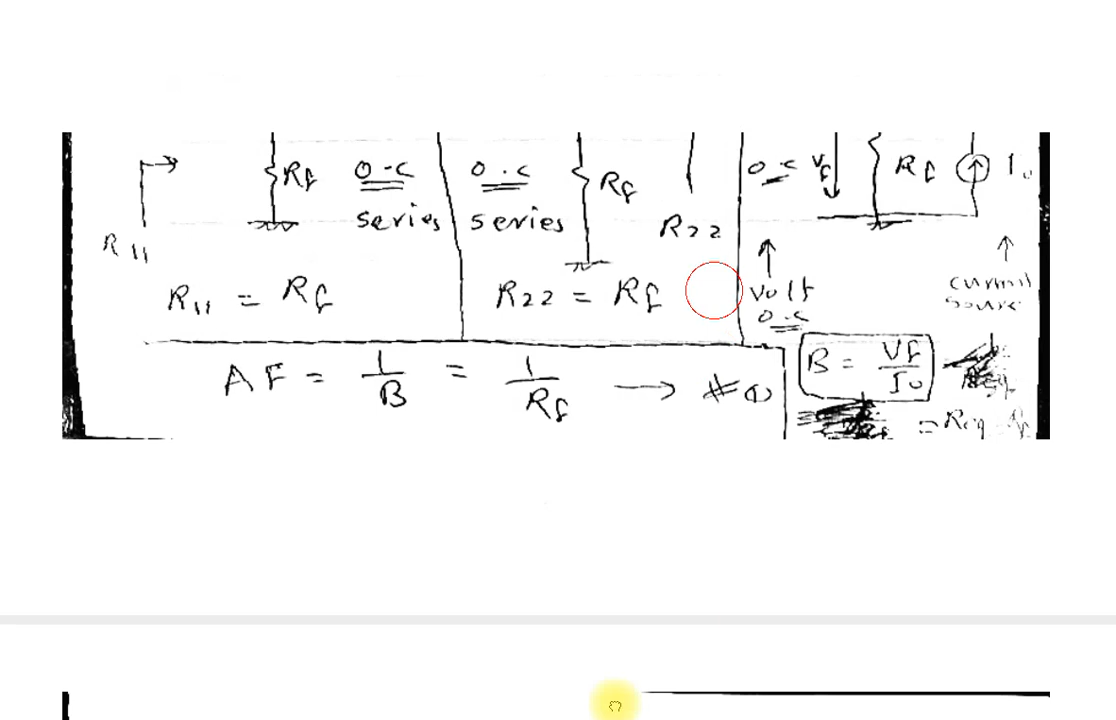 Rf o.c o.c Rf o.c Vf Rf Io
series series R22
R11
R11 = Rf R22 = Rf Volt current
o.c source
AF = 1/B = 1/Rf → #① B = Vf/Io
= Req